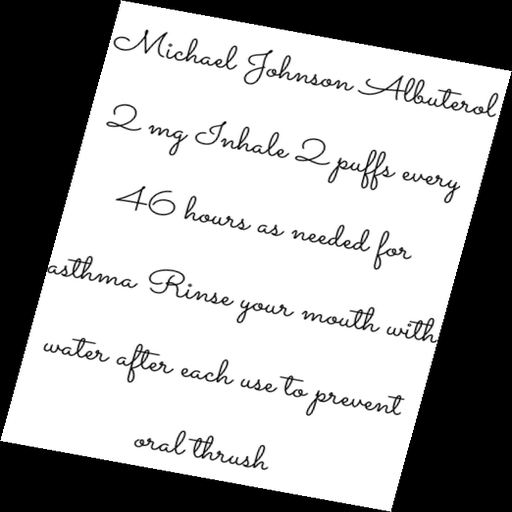 Michael Johnson Albuterol
2 mg Inhale 2 puffs every
46 hours as needed for
asthma Rinse your mouth with
water after each use to prevent
oral thrush